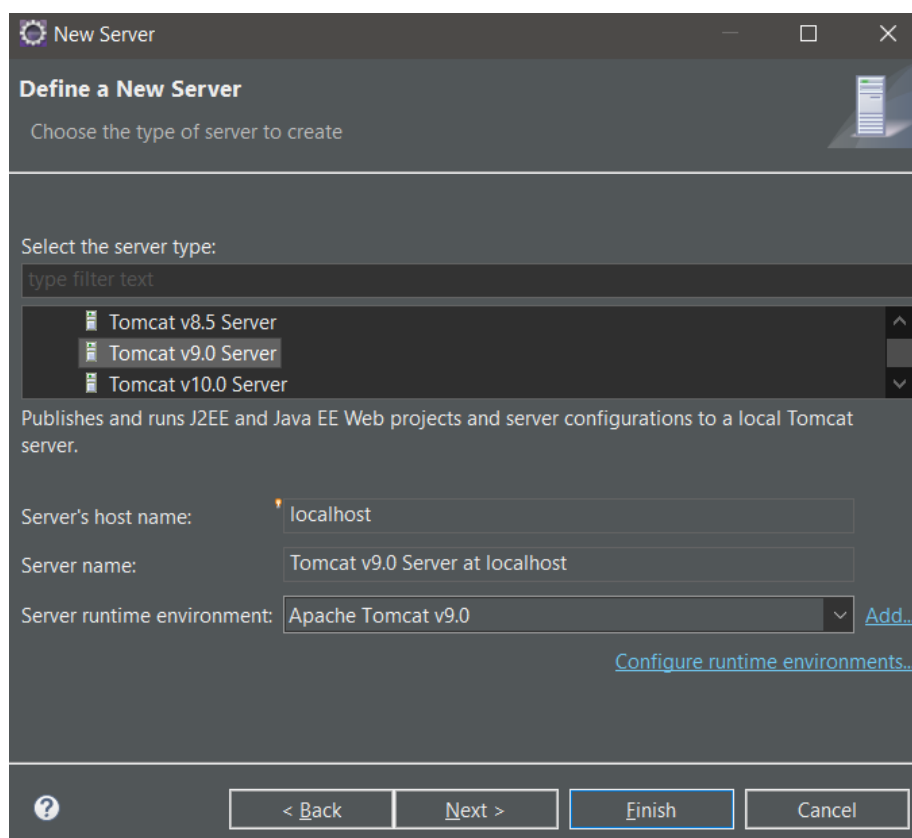 New Server
Define a New Server
Choose the type of server to create
Select the server type:
type filter text
Tomcat v8.5 Server
Tomcat v9.0 Server
Tomcat v10.0 Server
Publishes and runs J2EE and Java EE Web projects and server configurations to a local Tomcat
server.
Server's host name: localhost
Server name: Tomcat v9.0 Server at localhost
Server runtime environment: Apache Tomcat v9.0 Add...
Configure runtime environments...
? < Back Next > Finish Cancel